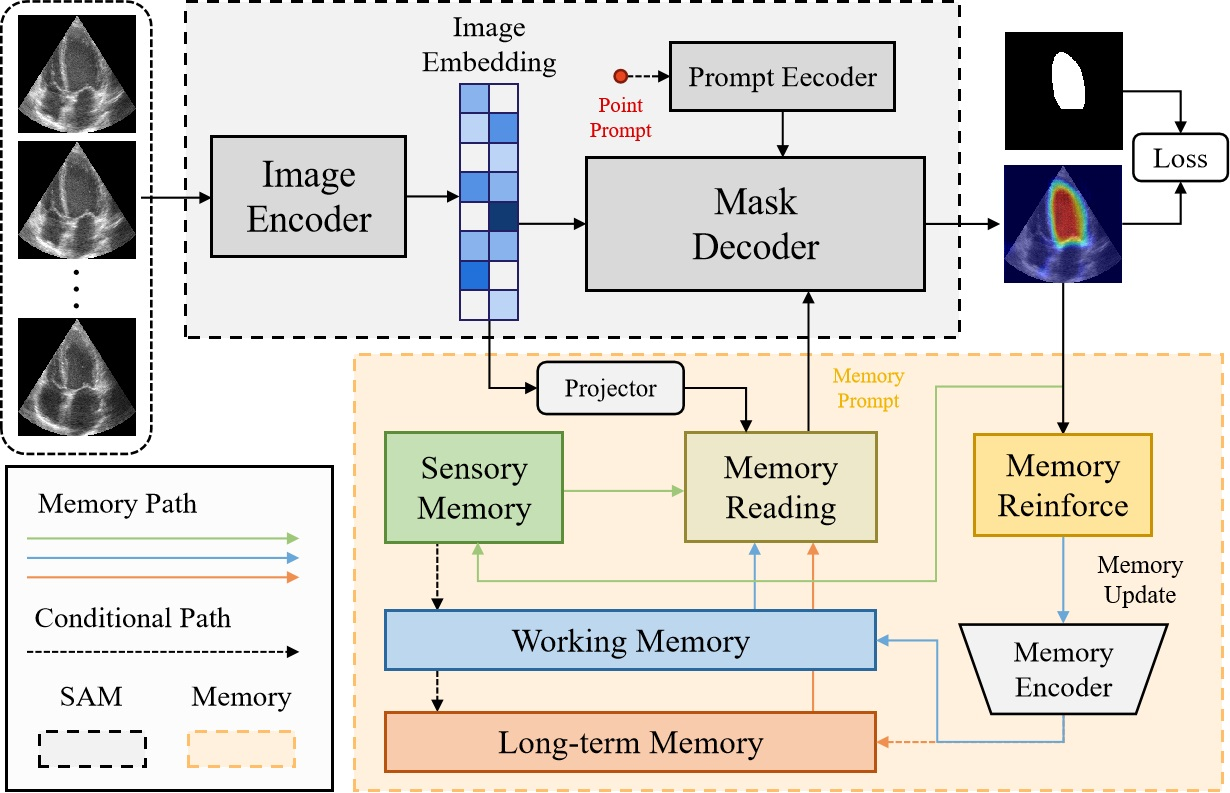 Image
Embedding
Point
Prompt
Prompt Eecoder
Image
Encoder
Mask
Decoder
Loss
Projector
Memory
Prompt
Sensory
Memory
Memory
Reading
Memory
Reinforce
Memory
Update
Working Memory
Memory
Encoder
Long-term Memory
Memory Path
Conditional Path
SAM
Memory